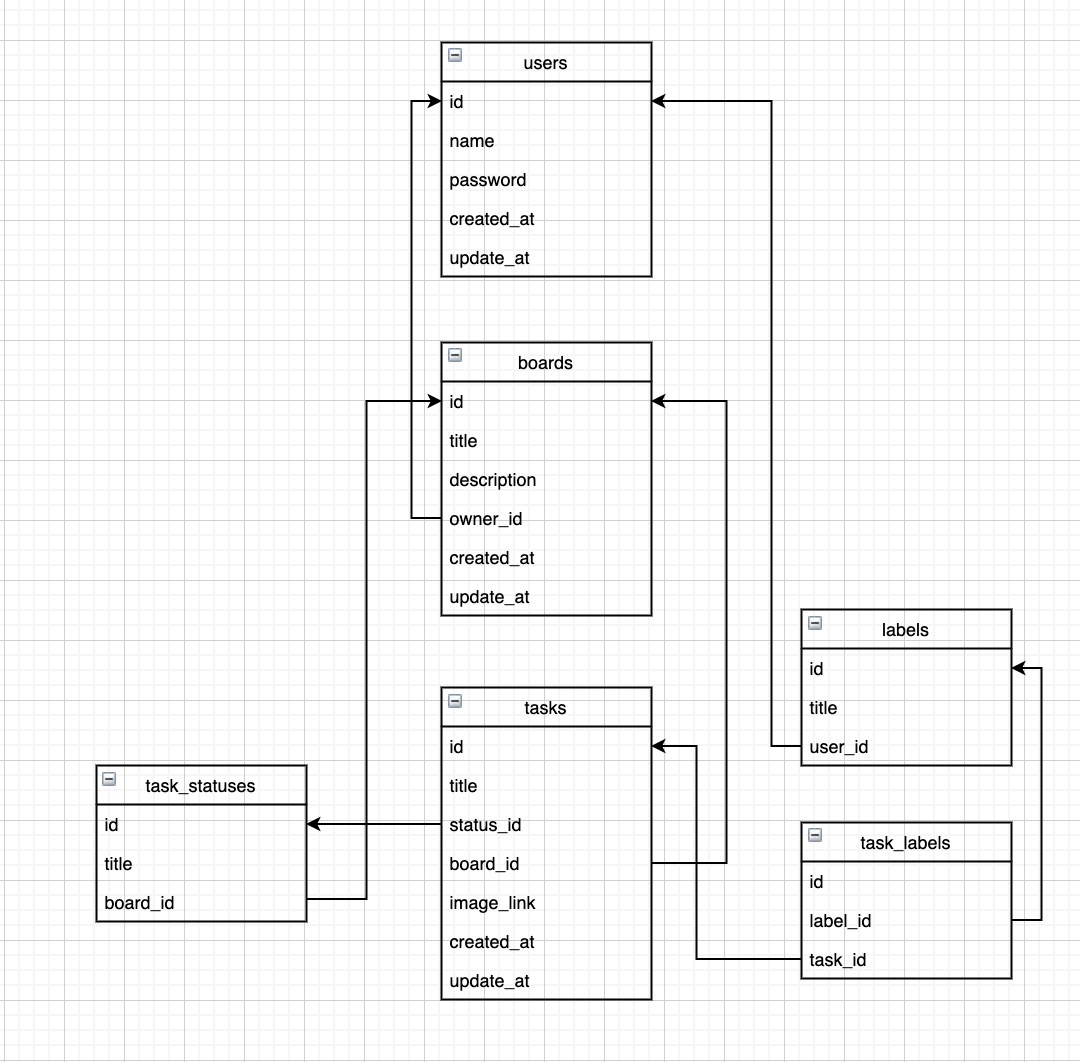 users
id
name
password
created_at
update_at
boards
id
title
description
owner_id
created_at
update_at
tasks
id
title
status_id
board_id
image_link
created_at
update_at
task_statuses
id
title
board_id
labels
id
title
user_id
task_labels
id
label_id
task_id